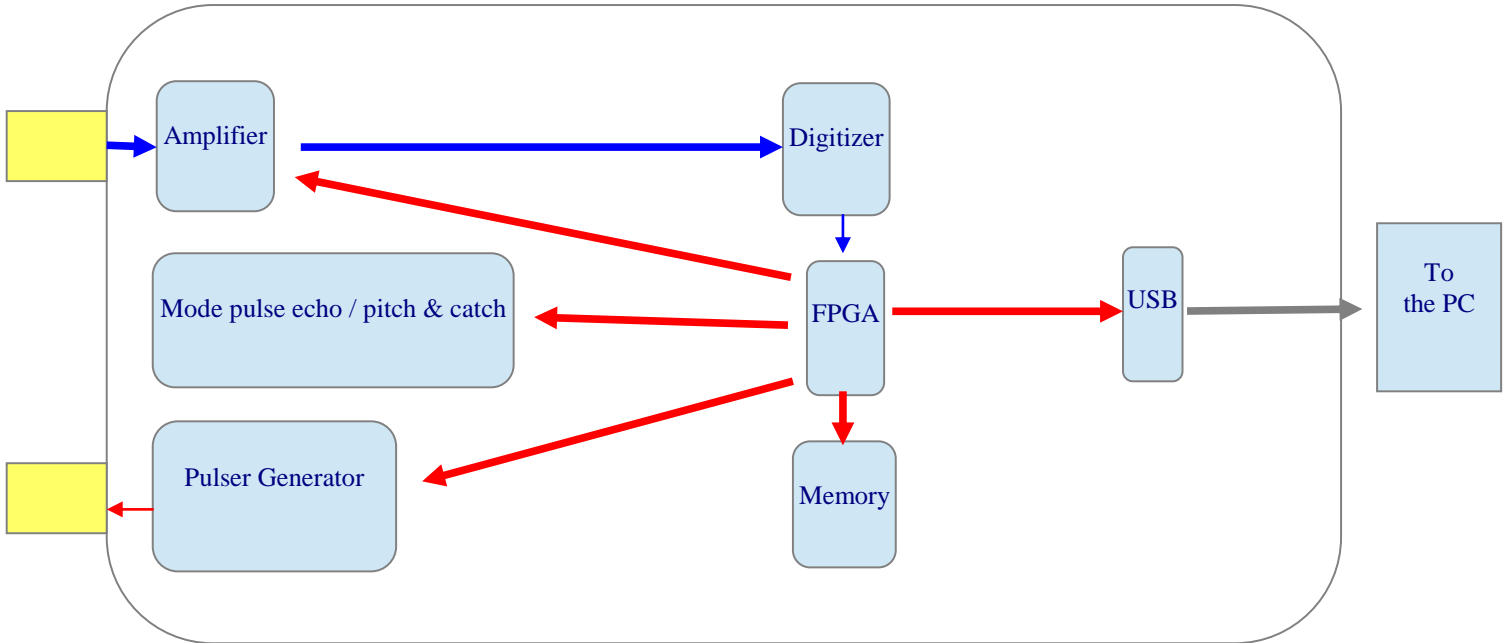 Amplifier
Digitizer
Mode pulse echo / pitch & catch
FPGA
USB
To
the PC
Pulser Generator
Memory